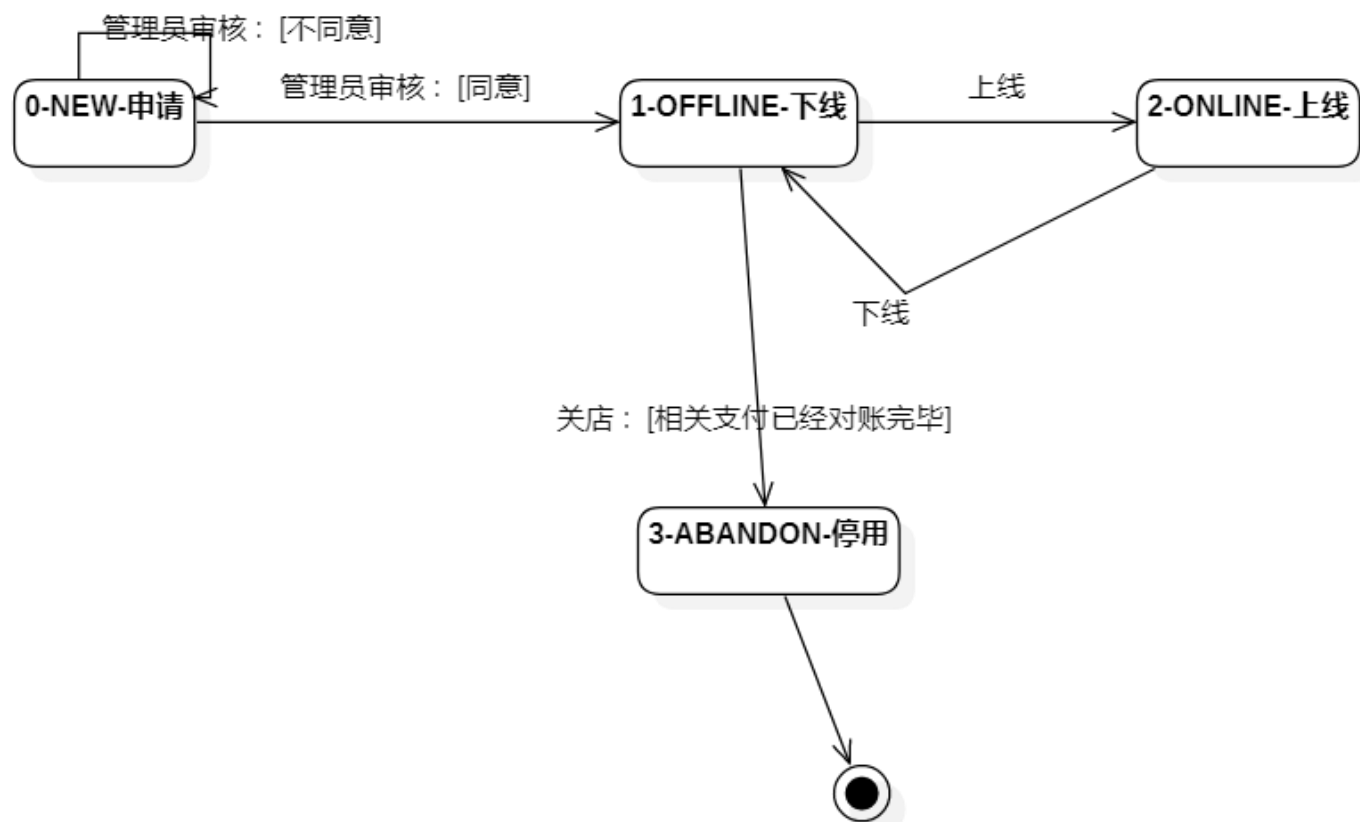 管理员审核： [不同意]
管理员审核： [同意]
上线
0-NEW-申请
1-OFFLINE-下线
2-ONLINE-上线
下线
关店： [相关支付已经对账完毕]
3-ABANDON-停用